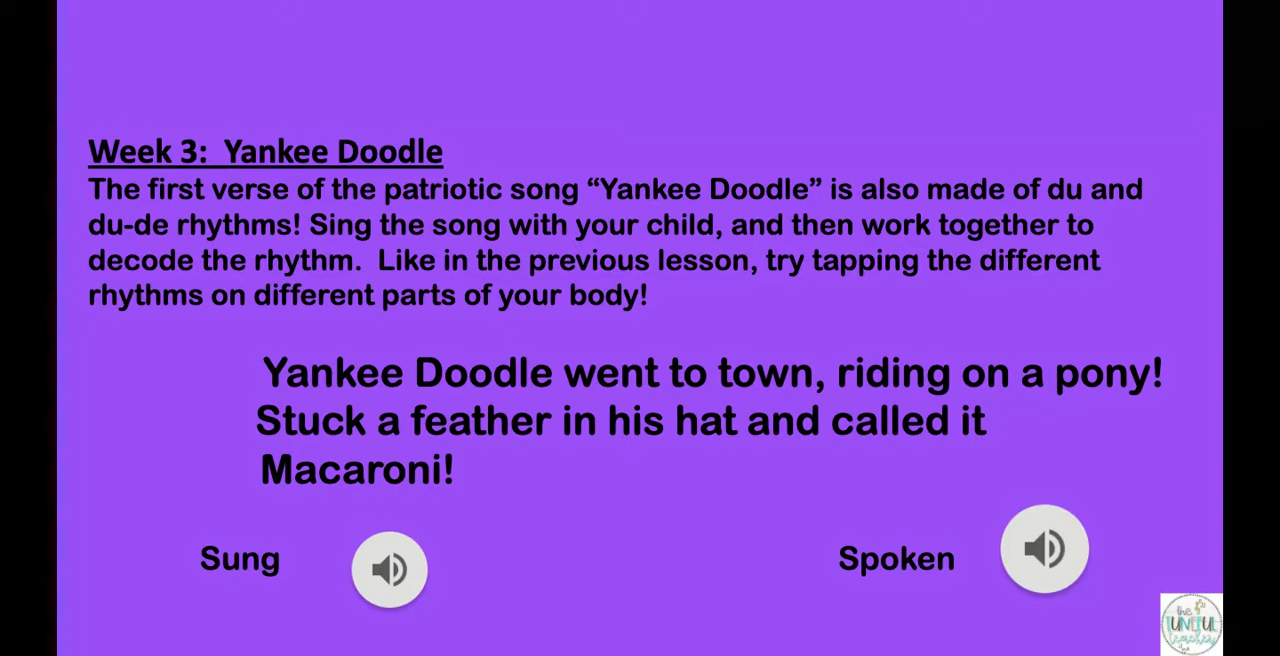 Week 3:  Yankee Doodle
The first verse of the patriotic song “Yankee Doodle” is also made of du and
du-de rhythms! Sing the song with your child, and then work together to
decode the rhythm.  Like in the previous lesson, try tapping the different
rhythms on different parts of your body!
Yankee Doodle went to town, riding on a pony!
Stuck a feather in his hat and called it
Macaroni!
Sung
Spoken
the
TUNEFUL
teacher